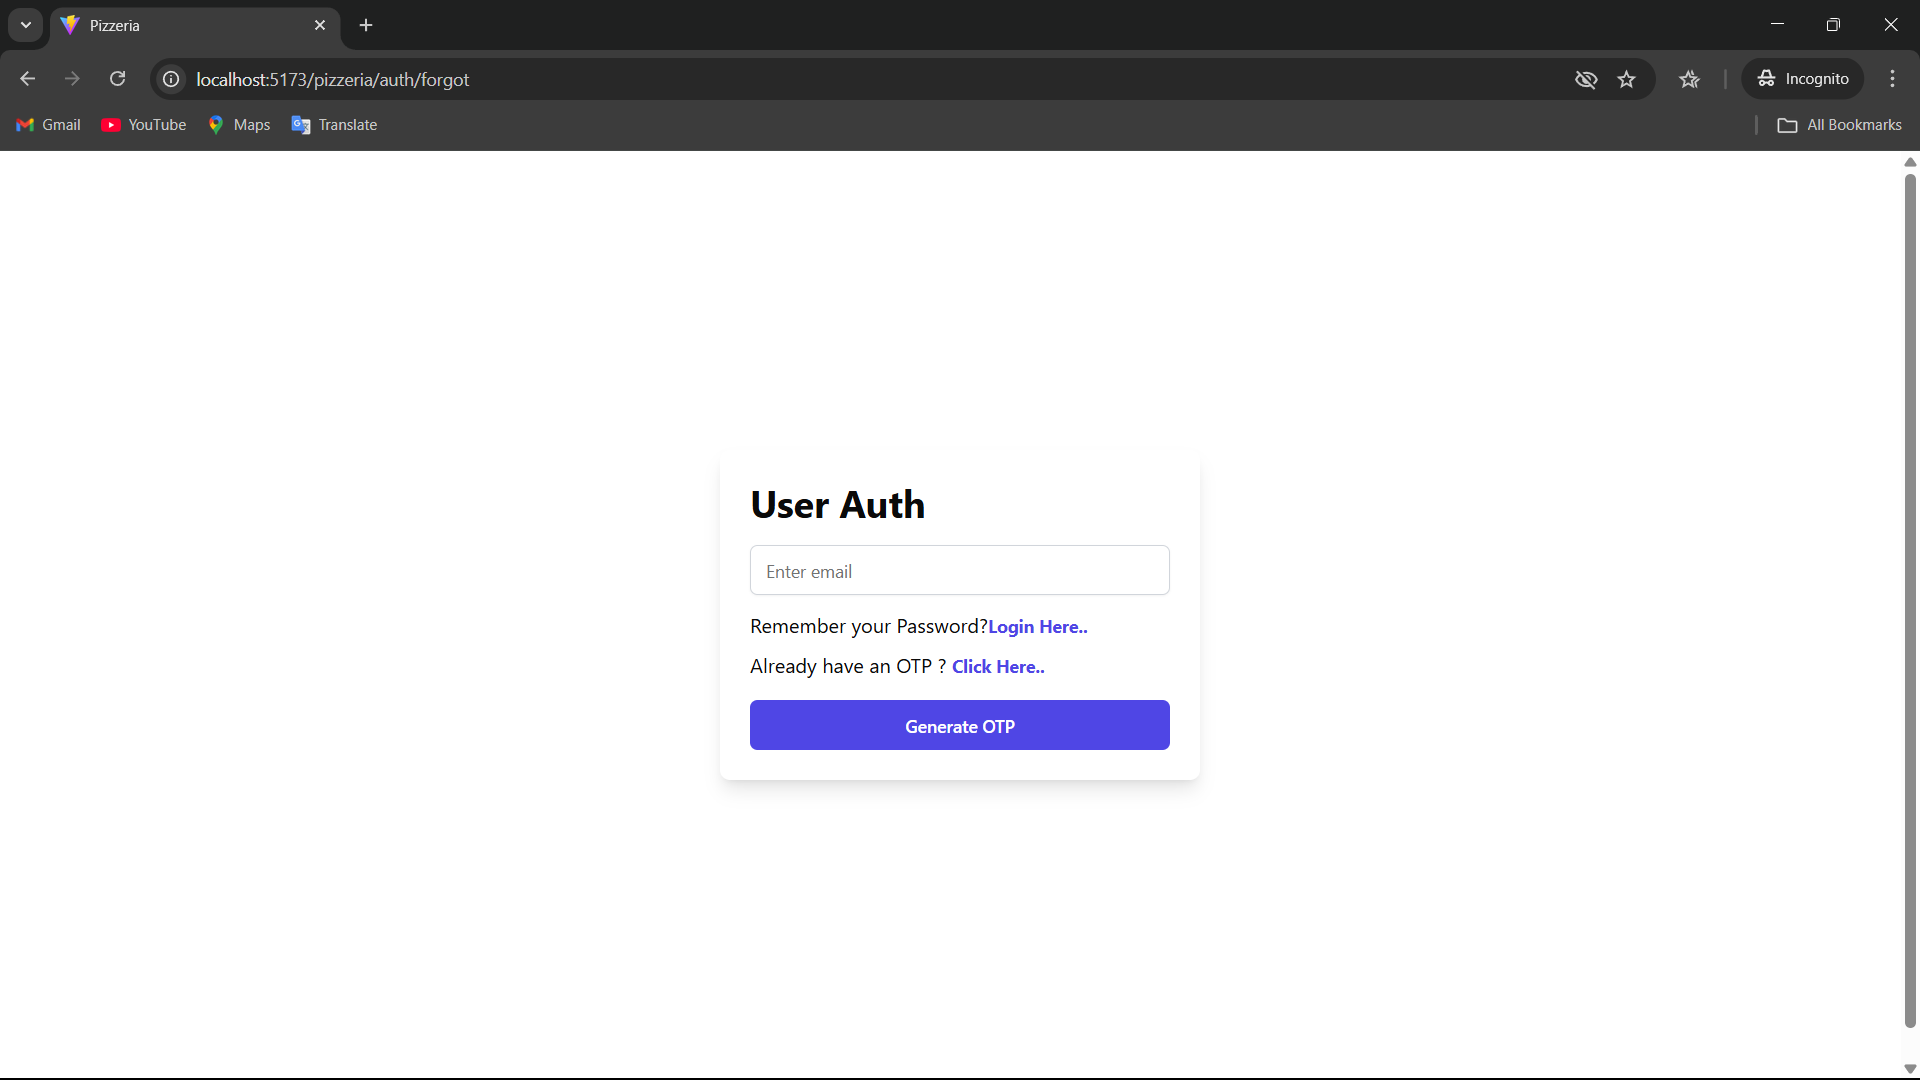 Pizzeria
localhost:5173/pizzeria/auth/forgot
Incognito
Gmail
YouTube
Maps
Translate
All Bookmarks
User Auth
Enter email
Remember your Password?Login Here..
Already have an OTP ? Click Here..
Generate OTP